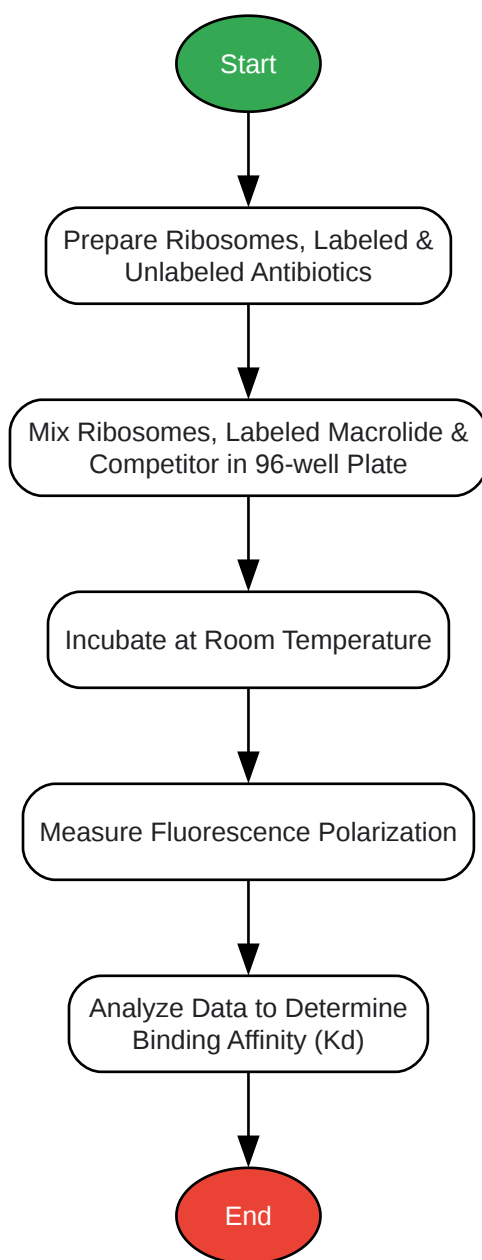 Start
Prepare Ribosomes, Labeled &
Unlabeled Antibiotics
Mix Ribosomes, Labeled Macrolide &
Competitor in 96-well Plate
Incubate at Room Temperature
Measure Fluorescence Polarization
Analyze Data to Determine
Binding Affinity (Kd)
End